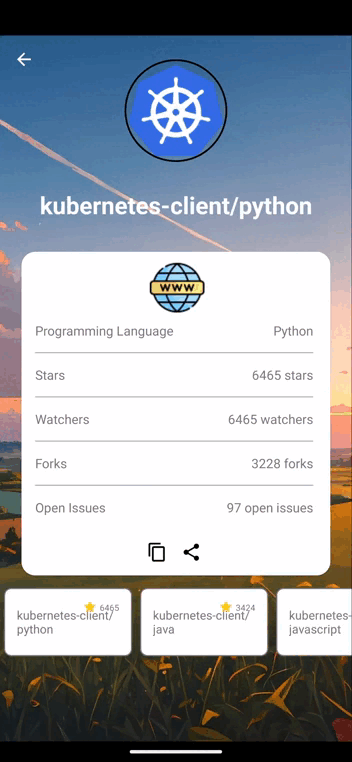 kubernetes-client/python
WWW
Programming Language Python
Stars 6465 stars
Watchers 6465 watchers
Forks 3228 forks
Open Issues 97 open issues
6465
kubernetes-client/
python
3424
kubernetes-client/
java
kubernetes-
javascript